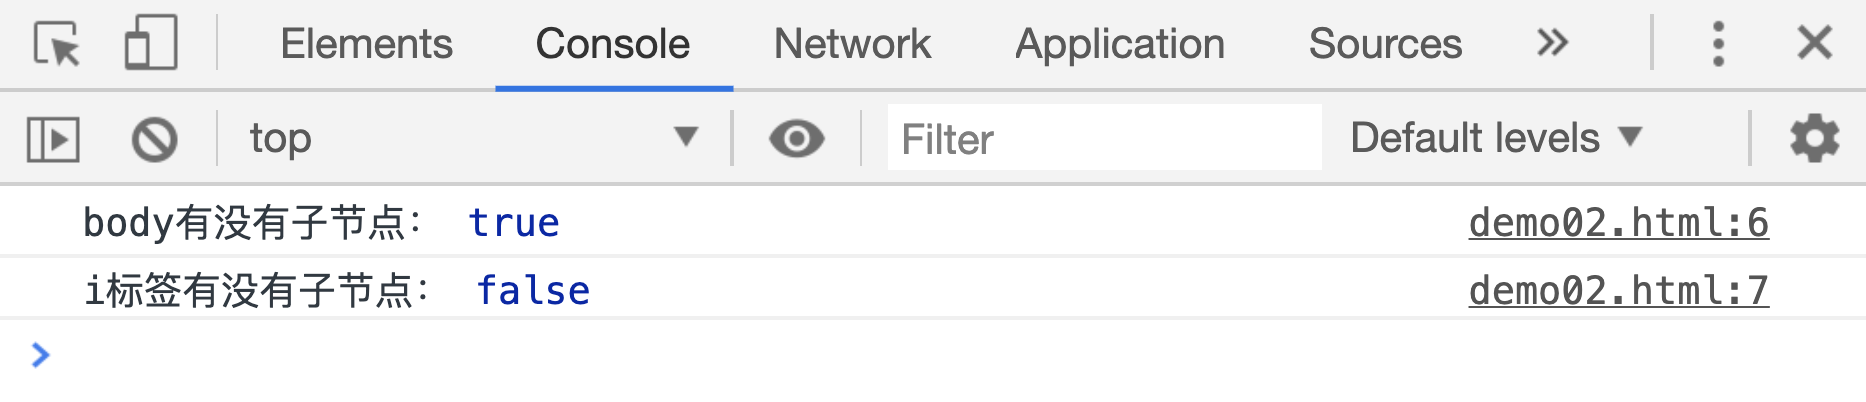 Elements Console Network Application Sources
top Filter Default levels
body有没有子节点： true demo02.html:6
i标签有没有子节点： false demo02.html:7